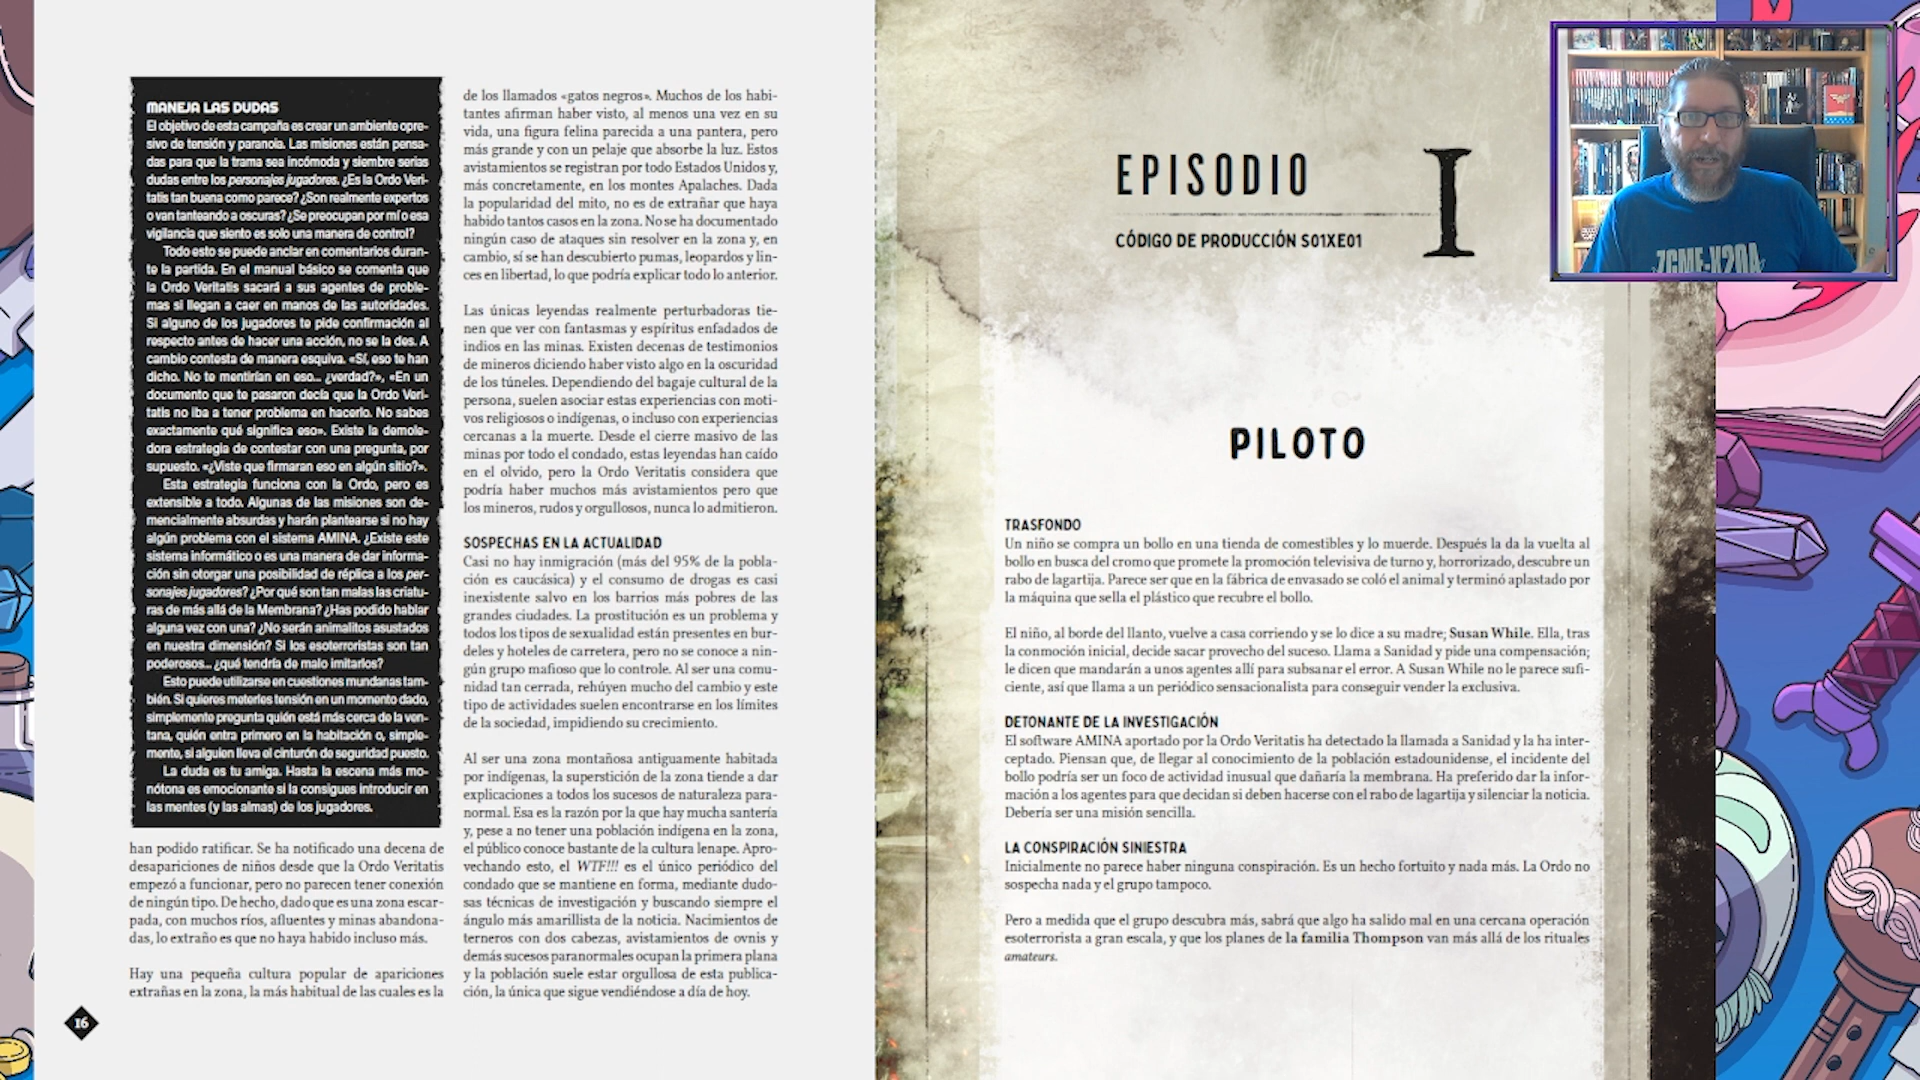 MANEJA LAS DUDAS
El objetivo de esta campaña es crear un ambiente opre-
sivo de tensión y paranoia. Las misiones están pensa-
das para que la trama sea incómoda y siembre serias
dudas entre los personajes jugadores. ¿Es la Ordo Veri-
tatis tan buena como parece? ¿Son realmente expertos
o van tanteando a oscuras? ¿Se preocupan por mí o esa
vigilancia que siento es solo una manera de control?
Todo esto se puede anclar en comentarios duran-
te la partida. En el manual básico se comenta que
la Ordo Veritatis sacará a sus agentes de proble-
mas si llegan a caer en manos de las autoridades.
Si alguno de los jugadores te pide confirmación al
respecto antes de hacer una acción, no se la des. A
cambio contesta de manera esquiva. «Sí, eso te han
dicho. No te mentirían en eso... ¿verdad?», «En un
documento que te pasaron decía que la Ordo Veri-
tatis no iba a tener problema en hacerlo. No sabes
exactamente qué significa eso». Existe la demole-
dora estrategia de contestar con una pregunta, por
supuesto. «¿Viste que firmaran eso en algún sitio?».
Esta estrategia funciona con la Ordo, pero es
extensible a todo. Algunas de las misiones son de-
mencialmente absurdas y harán plantearse si no hay
algún problema con el sistema AMINA. ¿Existe este
sistema informático o es una manera de dar informa-
ción sin otorgar una posibilidad de réplica a los per-
sonajes jugadores? ¿Por qué son tan malas las criatu-
ras de más allá de la Membrana? ¿Has podido hablar
alguna vez con una? ¿No serán animalitos asustados
en nuestra dimensión? Si los esoterroristas son tan
poderosos... ¿qué tendría de malo imitarlos?
Esto puede utilizarse en cuestiones mundanas tam-
bién. Si quieres meterles tensión en un momento dado,
simplemente pregunta quién está más cerca de la ven-
tana, quién entra primero en la habitación o, simple-
mente, si alguien lleva el cinturón de seguridad puesto.
La duda es tu amiga. Hasta la escena más mo-
nótona es emocionante si la consigues introducir en
las mentes (y las almas) de los jugadores.
han podido ratificar. Se ha notificado una decena de
desapariciones de niños desde que la Ordo Veritatis
empezó a funcionar, pero no parecen tener conexión
de ningún tipo. De hecho, dado que es una zona escar-
pada, con muchos ríos, afluentes y minas abandona-
das, lo extraño es que no haya habido incluso más.
Hay una pequeña cultura popular de apariciones
extrañas en la zona, la más habitual de las cuales es la
16
de los llamados «gatos negros». Muchos de los habi-
tantes afirman haber visto, al menos una vez en su
vida, una figura felina parecida a una pantera, pero
más grande y con un pelaje que absorbe la luz. Estos
avistamientos se registran por todo Estados Unidos y,
más concretamente, en los montes Apalaches. Dada
la popularidad del mito, no es de extrañar que haya
habido tantos casos en la zona. No se ha documentado
ningún caso de ataques sin resolver en la zona y, en
cambio, sí se han descubierto pumas, leopardos y lin-
ces en libertad, lo que podría explicar todo lo anterior.
Las únicas leyendas realmente perturbadoras tie-
nen que ver con fantasmas y espíritus enfadados de
indios en las minas. Existen decenas de testimonios
de mineros diciendo haber visto algo en la oscuridad
de los túneles. Dependiendo del bagaje cultural de la
persona, suelen asociar estas experiencias con moti-
vos religiosos o indígenas, o incluso con experiencias
cercanas a la muerte. Desde el cierre masivo de las
minas por todo el condado, estas leyendas han caído
en el olvido, pero la Ordo Veritatis considera que
podría haber muchos más avistamientos pero que
los mineros, rudos y orgullosos, nunca lo admitieron.
SOSPECHAS EN LA ACTUALIDAD
Casi no hay inmigración (más del 95% de la pobla-
ción es caucásica) y el consumo de drogas es casi
inexistente salvo en los barrios más pobres de las
grandes ciudades. La prostitución es un problema y
todos los tipos de sexualidad están presentes en bur-
deles y hoteles de carretera, pero no se conoce a nin-
gún grupo mafioso que lo controle. Al ser una comu-
nidad tan cerrada, rehúyen mucho del cambio y este
tipo de actividades suelen encontrarse en los límites
de la sociedad, impidiendo su crecimiento.
Al ser una zona montañosa antiguamente habitada
por indígenas, la superstición de la zona tiende a dar
explicaciones a todos los sucesos de naturaleza para-
normal. Esa es la razón por la que hay mucha santería
y, pese a no tener una población indígena en la zona,
el público conoce bastante de la cultura lenape. Apro-
vechando esto, el WTF!!! es el único periódico del
condado que se mantiene en forma, mediante dudo-
sas técnicas de investigación y buscando siempre el
ángulo más amarillista de la noticia. Nacimientos de
terneros con dos cabezas, avistamientos de ovnis y
demás sucesos paranormales ocupan la primera plana
y la población suele estar orgullosa de esta publica-
ción, la única que sigue vendiéndose a día de hoy.
EPISODIO I
CÓDIGO DE PRODUCCIÓN S01XE01
PILOTO
TRASFONDO
Un niño se compra un bollo en una tienda de comestibles y lo muerde. Después la da la vuelta al
bollo en busca del cromo que promete la promoción televisiva de turno y, horrorizado, descubre un
rabo de lagartija. Parece ser que en la fábrica de envasado se coló el animal y terminó aplastado por
la máquina que sella el plástico que recubre el bollo.
El niño, al borde del llanto, vuelve a casa corriendo y se lo dice a su madre; Susan While. Ella, tras
la conmoción inicial, decide sacar provecho del suceso. Llama a Sanidad y pide una compensación;
le dicen que mandarán a unos agentes allí para subsanar el error. A Susan While no le parece sufi-
ciente, así que llama a un periódico sensacionalista para conseguir vender la exclusiva.
DETONANTE DE LA INVESTIGACIÓN
El software AMINA aportado por la Ordo Veritatis ha detectado la llamada a Sanidad y la ha inter-
ceptado. Piensan que, de llegar al conocimiento de la población estadounidense, el incidente del
bollo podría ser un foco de actividad inusual que dañaría la membrana. Ha preferido dar la infor-
mación a los agentes para que decidan si deben hacerse con el rabo de lagartija y silenciar la noticia.
Debería ser una misión sencilla.
LA CONSPIRACIÓN SINIESTRA
Inicialmente no parece haber ninguna conspiración. Es un hecho fortuito y nada más. La Ordo no
sospecha nada y el grupo tampoco.
Pero a medida que el grupo descubra más, sabrá que algo ha salido mal en una cercana operación
esoterrorista a gran escala, y que los planes de la familia Thompson van más allá de los rituales
amateurs.